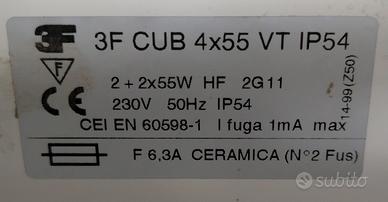 3F 3F CUB 4x55 VT IP54
F 2+2x55W HF 2G11
CE 230V 50Hz IP54
CEI EN 60598-1 I fuga 1mA max
14-99(Z50)
F 6,3A CERAMICA (N°2 Fus)
subito